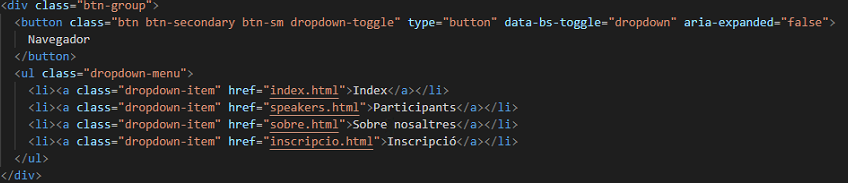 <div class="btn-group">
<button class="btn btn-secondary btn-sm dropdown-toggle" type="button" data-bs-toggle="dropdown" aria-expanded="false">
Navegador
</button>
<ul class="dropdown-menu">
<li><a class="dropdown-item" href="index.html">Index</a></li>
<li><a class="dropdown-item" href="speakers.html">Participants</a></li>
<li><a class="dropdown-item" href="sobre.html">Sobre nosaltres</a></li>
<li><a class="dropdown-item" href="inscripcio.html">Inscripció</a></li>
</ul>
</div>